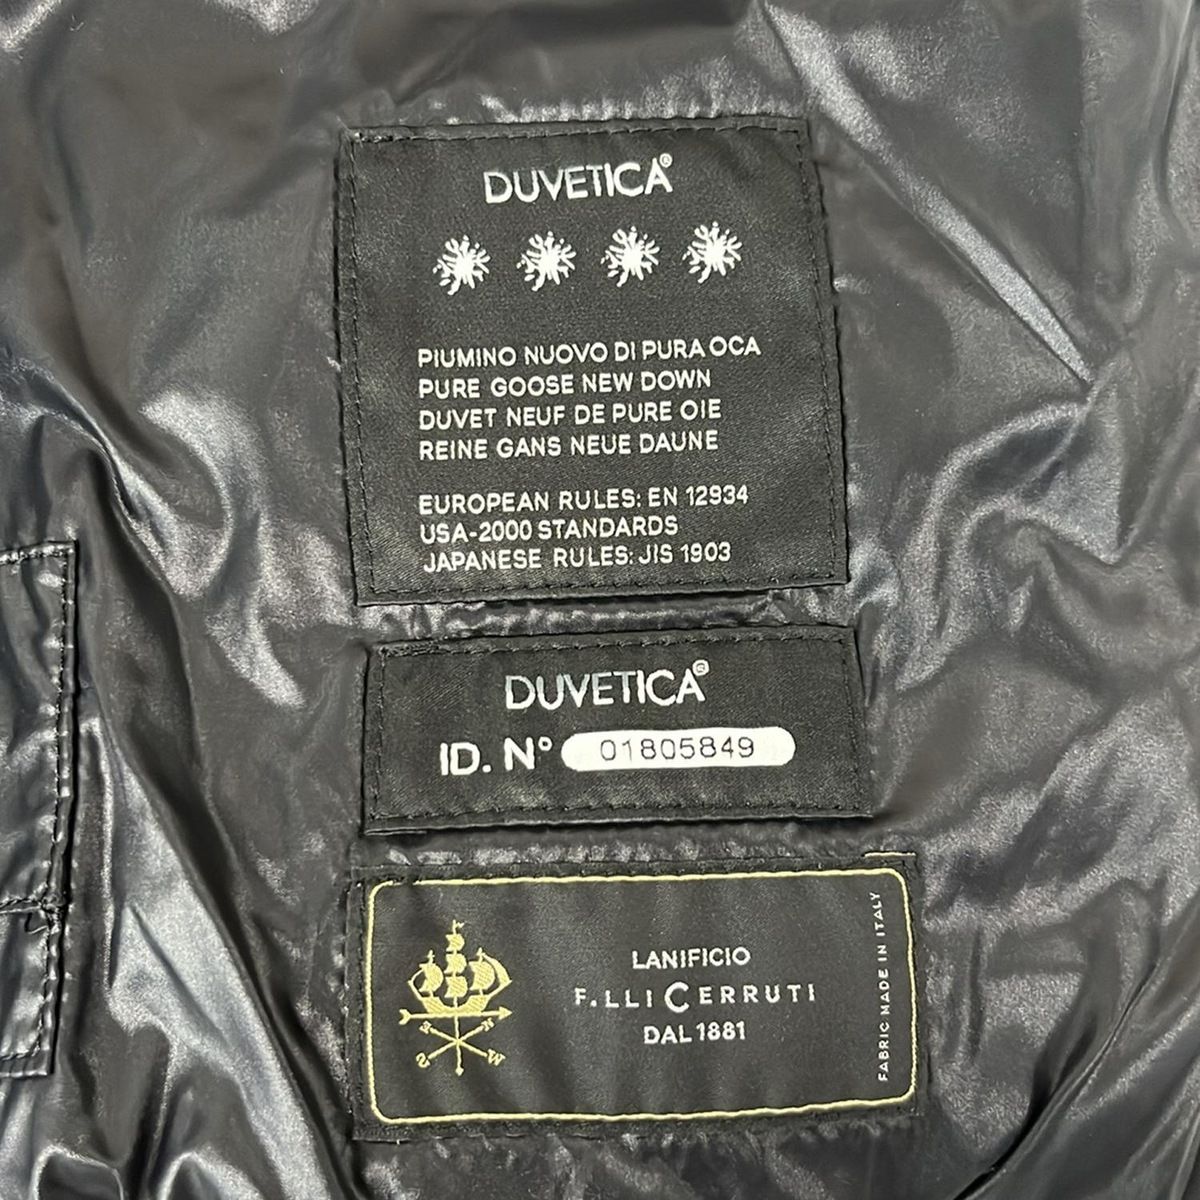 DUVETICA®
PIUMINO NUOVO DI PURA OCA
PURE GOOSE NEW DOWN
DUVET NEUF DE PURE OIE
REINE GANS NEUE DAUNE
EUROPEAN RULES: EN 12934
USA-2000 STANDARDS
JAPANESE RULES: JIS 1903
DUVETICA®
ID. N° 01805849
LANIFICIO
F.LLI CERRUTI
DAL 1881
FABRIC MADE IN ITALY
N
S
W